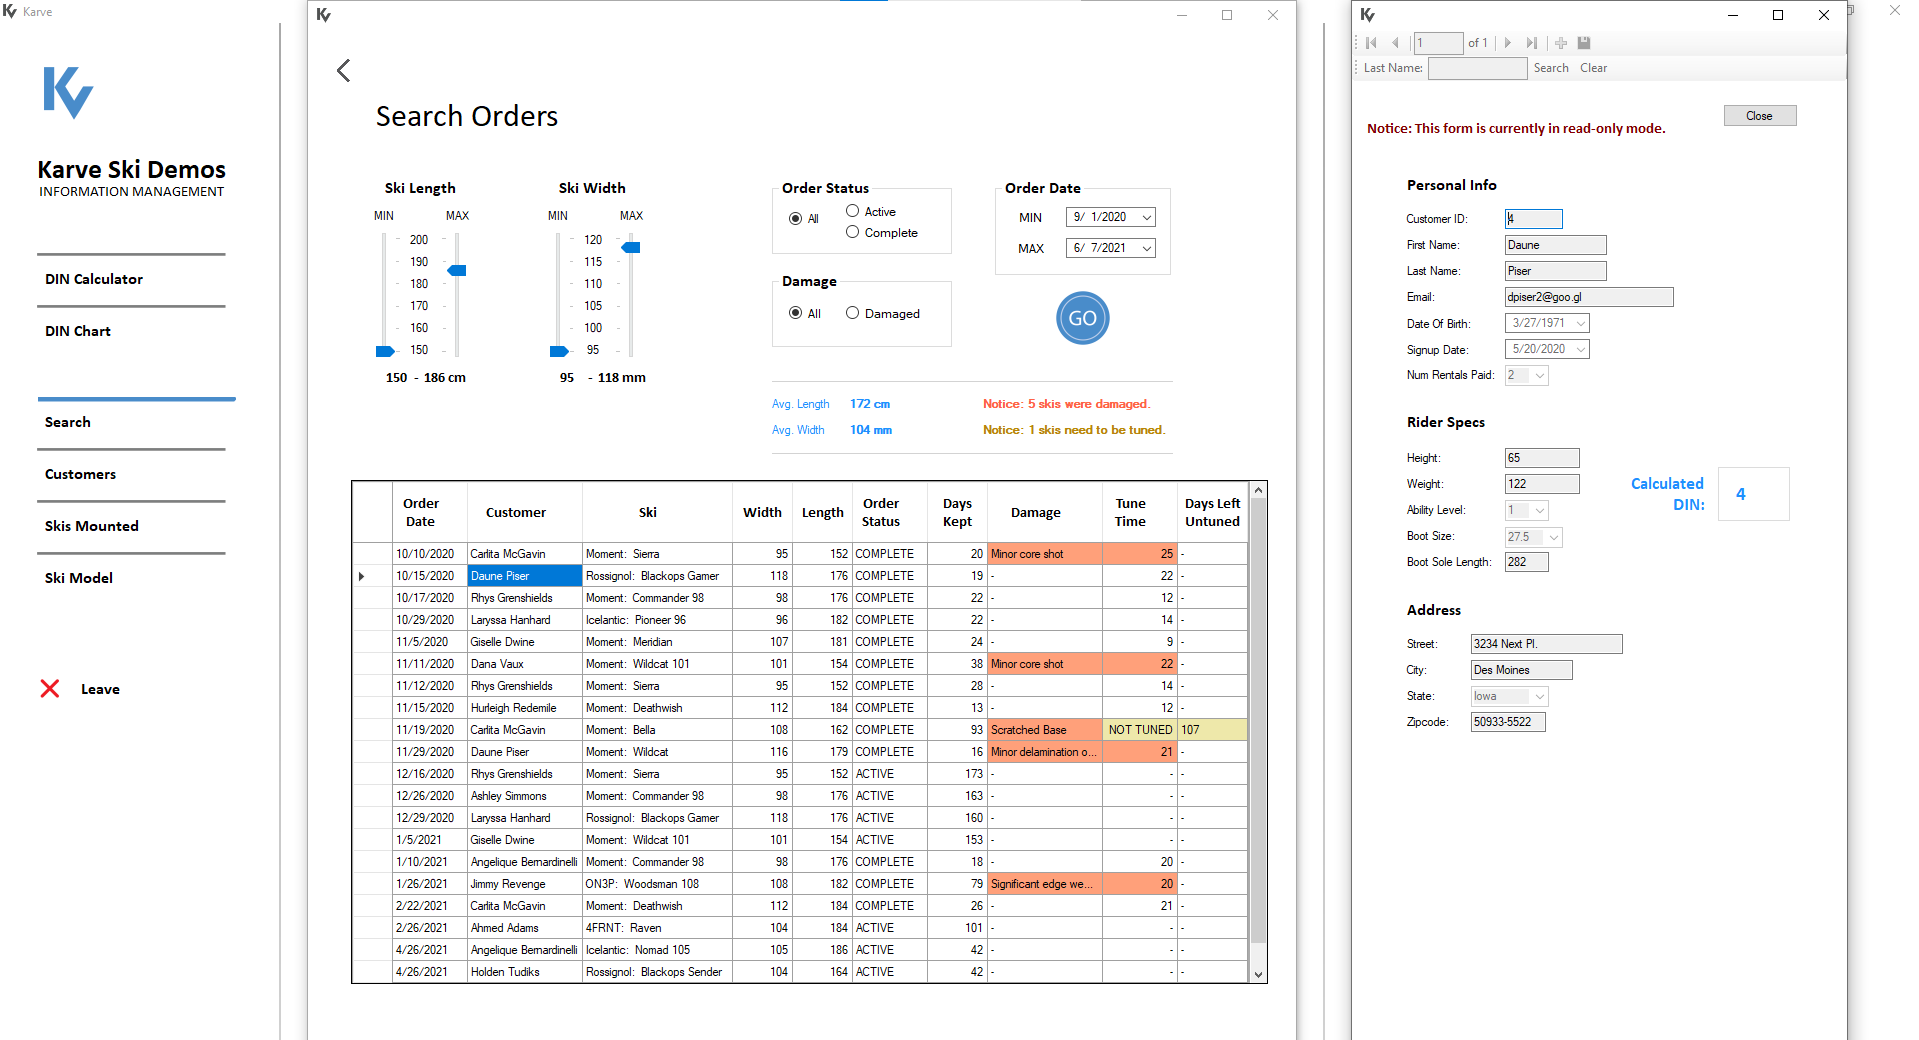 Karve
Karve Ski Demos
INFORMATION MANAGEMENT
DIN Calculator
DIN Chart
Search
Customers
Skis Mounted
Ski Model
Leave
Search Orders
Ski Length
MIN MAX
200
190
180
170
160
150
150 - 186 cm
Ski Width
MIN MAX
120
115
110
105
100
95
95 - 118 mm
Order Status
All
Active
Complete
Damage
All Damaged
Order Date
MIN 9/ 1/2020
MAX 6/ 7/2021
GO
Avg. Length 172 cm
Avg. Width 104 mm
Notice: 5 skis were damaged.
Notice: 1 skis need to be tuned.
Order Date Customer Ski Width Length Order Status Days Kept Damage Tune Time Days Left Untuned
10/10/2020 Carlita McGavin Moment: Sierra 95 152 COMPLETE 20 Minor core shot 25 -
10/15/2020 Daune Piser Rossignol: Blackops Gamer 118 176 COMPLETE 19 - 22 -
10/17/2020 Rhys Grenshields Moment: Commander 98 98 176 COMPLETE 22 - 12 -
10/29/2020 Laryssa Hanhard Icelantic: Pioneer 96 96 182 COMPLETE 22 - 14 -
11/5/2020 Giselle Dwine Moment: Meridian 107 181 COMPLETE 24 - 9 -
11/11/2020 Dana Vaux Moment: Wildcat 101 101 154 COMPLETE 38 Minor core shot 22 -
11/12/2020 Rhys Grenshields Moment: Sierra 95 152 COMPLETE 28 - 14 -
11/15/2020 Hurleigh Redemile Moment: Deathwish 112 184 COMPLETE 13 - 12 -
11/19/2020 Carlita McGavin Moment: Bella 108 162 COMPLETE 93 Scratched Base NOT TUNED 107
11/29/2020 Daune Piser Moment: Wildcat 116 179 COMPLETE 16 Minor delamination o... 21 -
12/16/2020 Rhys Grenshields Moment: Sierra 95 152 ACTIVE 173 - - -
12/26/2020 Ashley Simmons Moment: Commander 98 98 176 ACTIVE 163 - - -
12/29/2020 Laryssa Hanhard Rossignol: Blackops Gamer 118 176 ACTIVE 160 - - -
1/5/2021 Giselle Dwine Moment: Wildcat 101 101 154 ACTIVE 153 - - -
1/10/2021 Angelique Bernardinelli Moment: Commander 98 98 176 COMPLETE 18 - 20 -
1/26/2021 Jimmy Revenge ON3P: Woodsman 108 108 182 COMPLETE 79 Significant edge we... 20 -
2/22/2021 Carlita McGavin Moment: Deathwish 112 184 COMPLETE 26 - 21 -
2/26/2021 Ahmed Adams 4FRNT: Raven 104 184 ACTIVE 101 - - -
4/26/2021 Angelique Bernardinelli Icelantic: Nomad 105 105 186 ACTIVE 42 - - -
4/26/2021 Holden Tudiks Rossignol: Blackops Sender 104 164 ACTIVE 42 - - -
1 of 1
Last Name: Search Clear
Close
Notice: This form is currently in read-only mode.
Personal Info
Customer ID: 4
First Name: Daune
Last Name: Piser
Email: dpiser2@goo.gl
Date Of Birth: 3/27/1971
Signup Date: 5/20/2020
Num Rentals Paid: 2
Rider Specs
Height: 65
Weight: 122
Ability Level: 1
Boot Size: 27.5
Boot Sole Length: 282
Calculated DIN: 4
Address
Street: 3234 Next Pl.
City: Des Moines
State: Iowa
Zipcode: 50933-5522